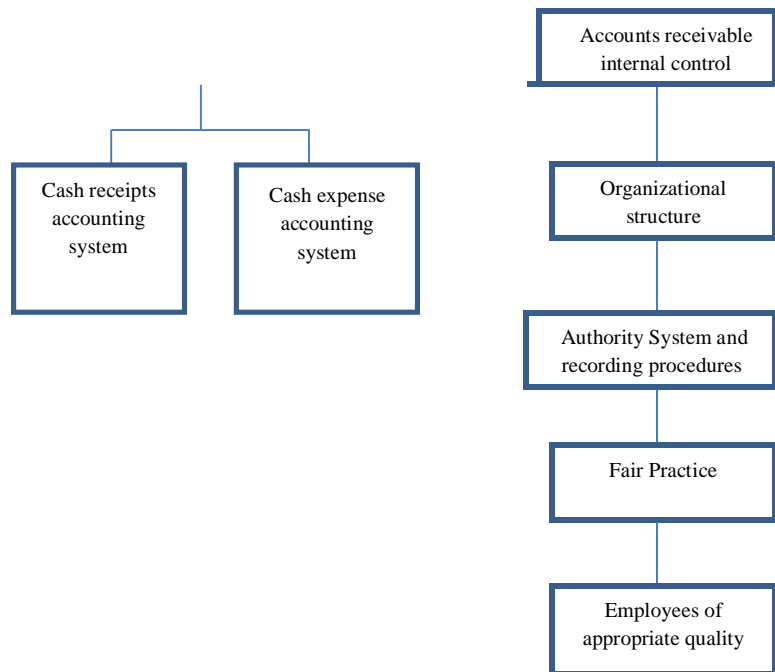 Accounts receivable
internal control
Cash receipts
accounting
system
Cash expense
accounting
system
Organizational
structure
Authority System and
recording procedures
Fair Practice
Employees of
appropriate quality